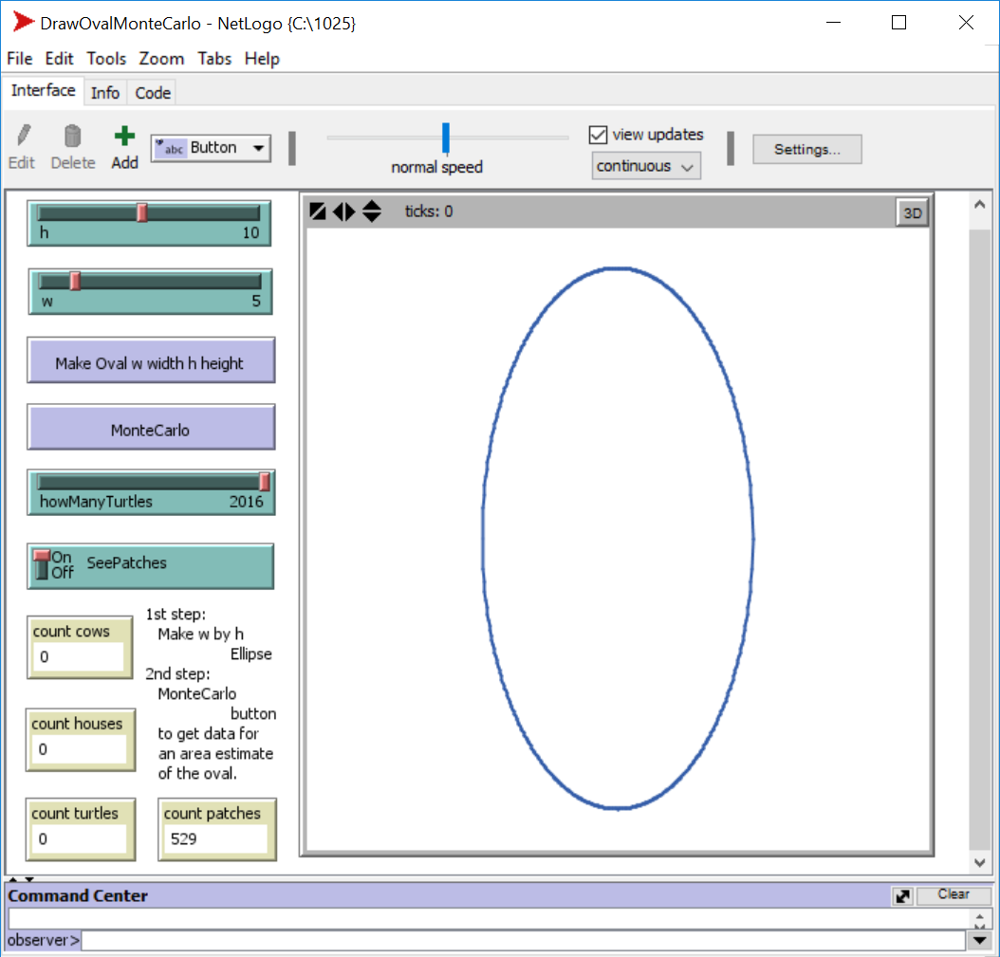 DrawOvalMonteCarlo - NetLogo {C:\1025}
File Edit Tools Zoom Tabs Help
Interface Info Code
Edit Delete Add abc Button normal speed view updates continuous Settings...
h 10
w 5
Make Oval w width h height
MonteCarlo
howManyTurtles 2016
On
Off
SeePatches
count cows
0
1st step:
Make w by h
Ellipse
2nd step:
MonteCarlo
button
to get data for
an area estimate
of the oval.
count houses
0
count turtles
0
count patches
529
ticks: 0
3D
Command Center
Clear
observer>